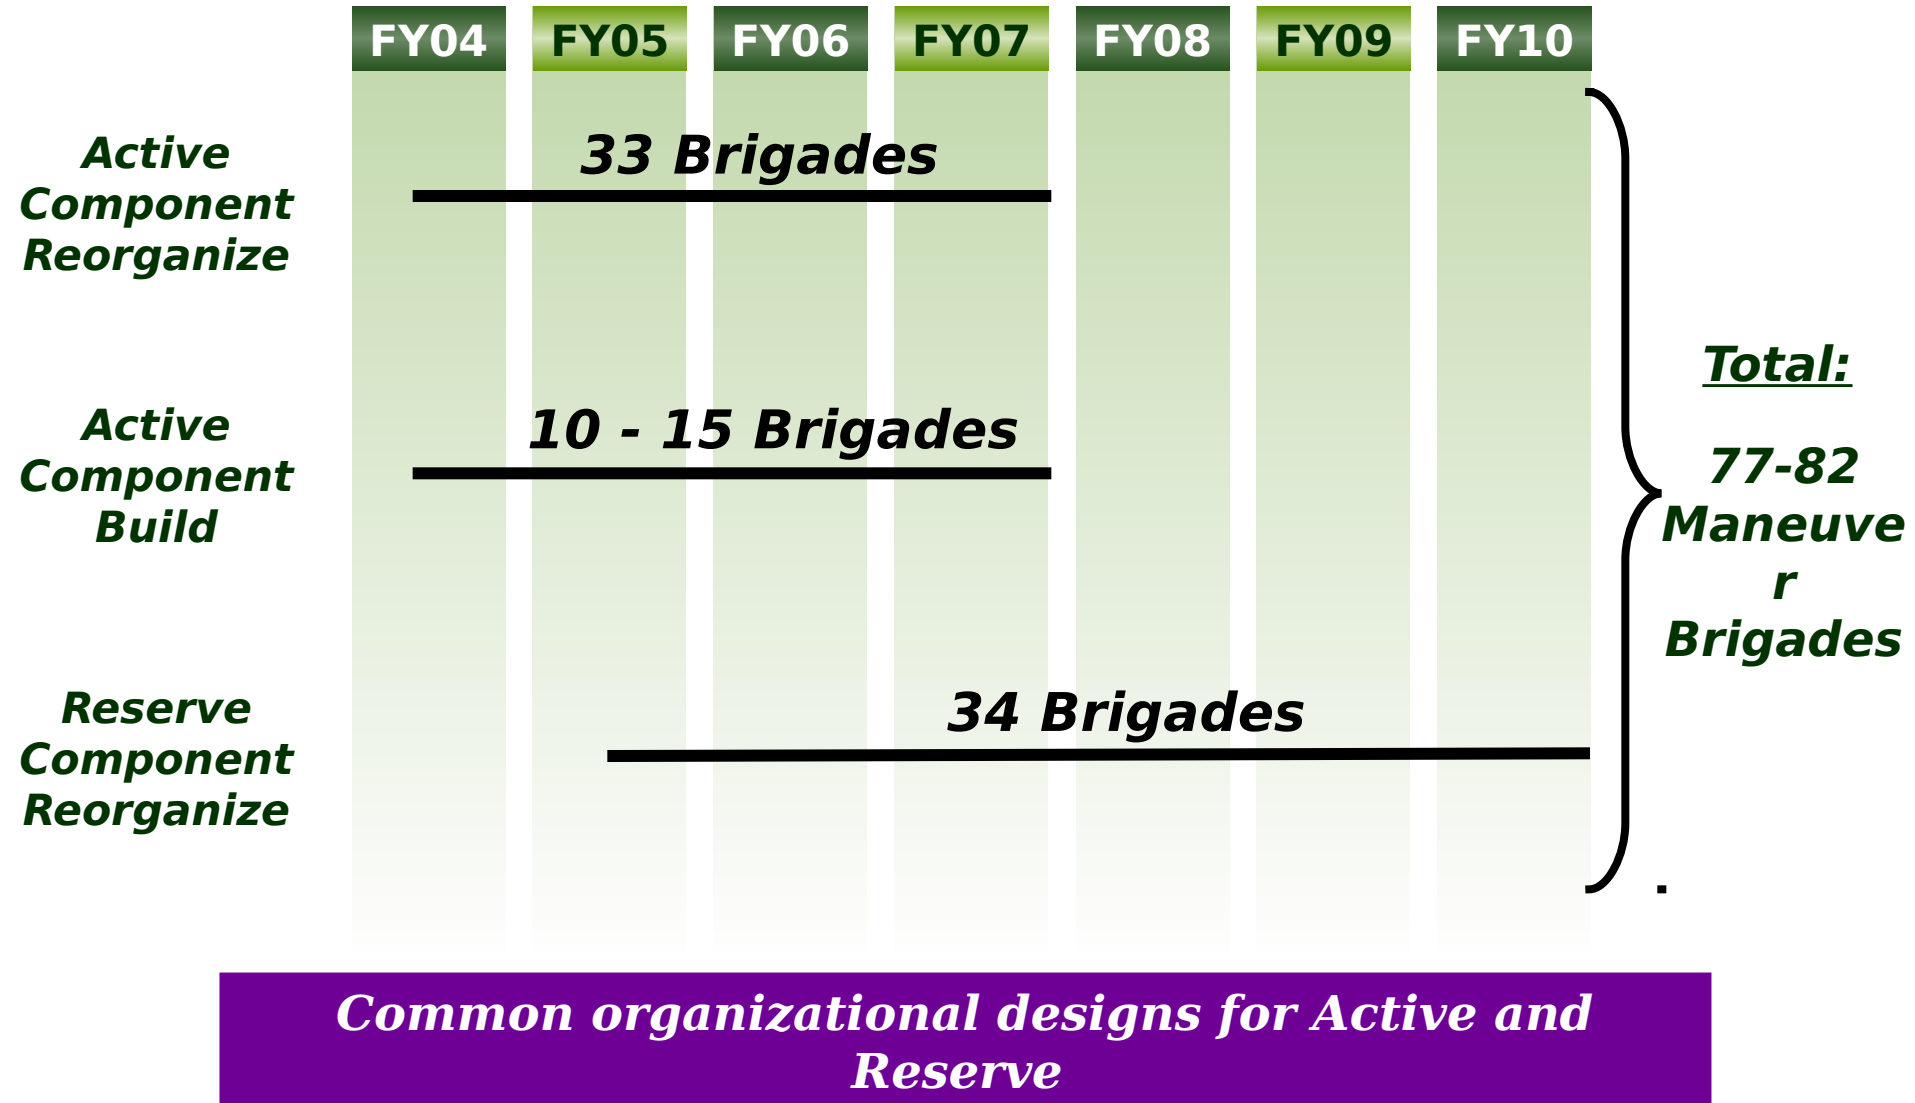 FY04 FY05 FY06 FY07 FY08 FY09 FY10
Active
Component
Reorganize
33 Brigades
Active
Component
Build
10 - 15 Brigades
Reserve
Component
Reorganize
34 Brigades
Total:
77-82
Maneuve
r
Brigades
.
Common organizational designs for Active and
Reserve